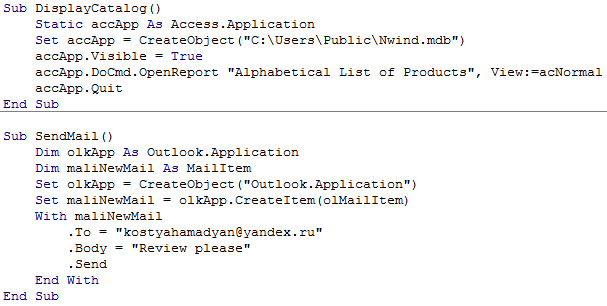 Sub DisplayCatalog()
    Static accApp As Access.Application
    Set accApp = CreateObject("C:\Users\Public\Nwind.mdb")
    accApp.Visible = True
    accApp.DoCmd.OpenReport "Alphabetical List of Products", View:=acNormal
    accApp.Quit
End Sub
Sub SendMail()
    Dim olkApp As Outlook.Application
    Dim maliNewMail As MailItem
    Set olkApp = CreateObject("Outlook.Application")
    Set maliNewMail = olkApp.CreateItem(olMailItem)
    With maliNewMail
        .To = "kostyahamadyan@yandex.ru"
        .Body = "Review please"
        .Send
    End With
End Sub